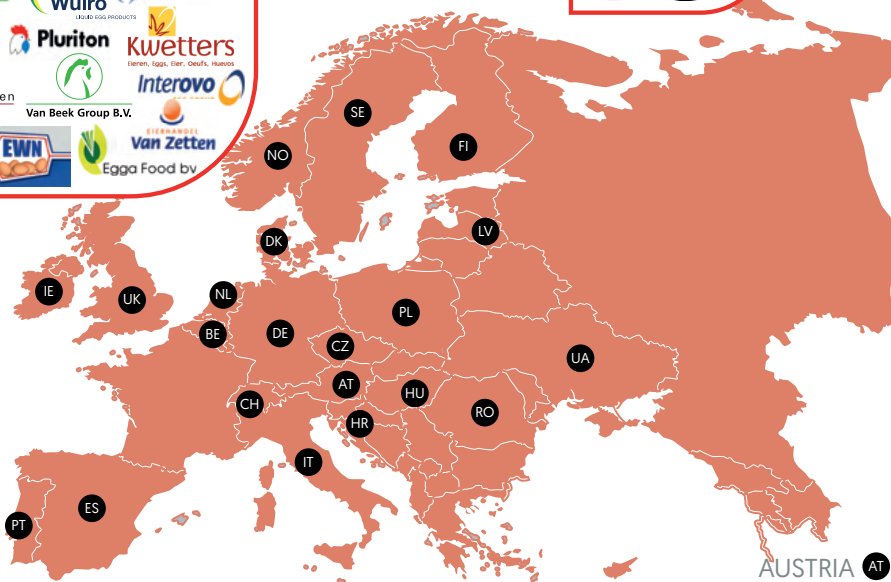 Wulro
LIQUID EGG PRODUCTS
Pluriton
Kwetters
Eieren, Eggs, Eier, Oeufs, Huevos
Interovo
en
Van Beek Group B.V.
EIERHANDEL
Van Zetten
EWN
Egga Food bv
SE
NO
FI
LV
DK
IE
UK
NL
BE
DE
PL
CZ
UA
AT
CH
HU
HR
RO
IT
ES
PT
AUSTRIA AT